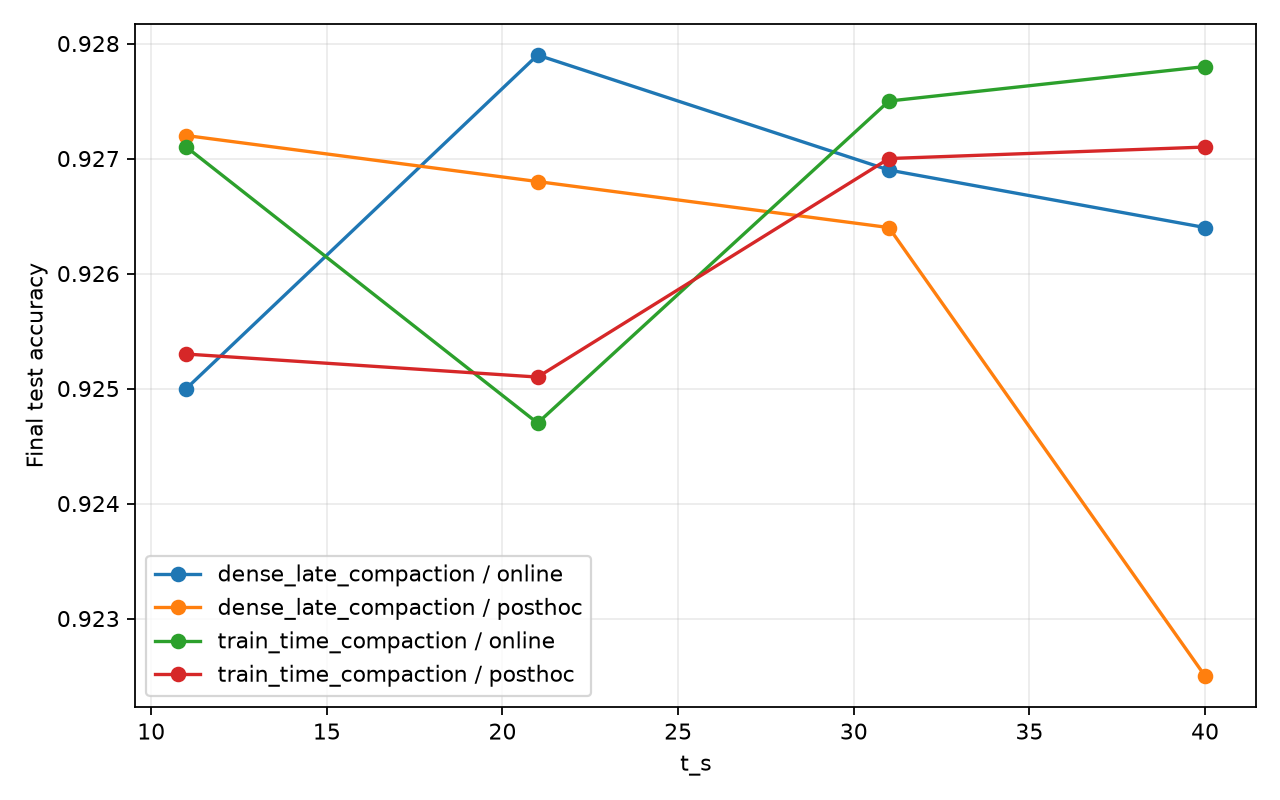 0.928
0.927
0.926
0.925
0.924
0.923
Final test accuracy
dense_late_compaction / online
dense_late_compaction / posthoc
train_time_compaction / online
train_time_compaction / posthoc
10 15 20 25 30 35 40
t_s